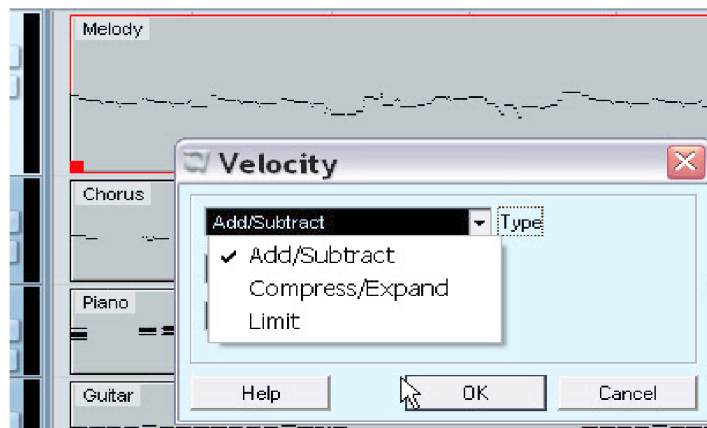 Melody
Velocity
Chorus
Add/Subtract Type
Add/Subtract
Compress/Expand
Piano
Limit
Guitar
Help OK Cancel